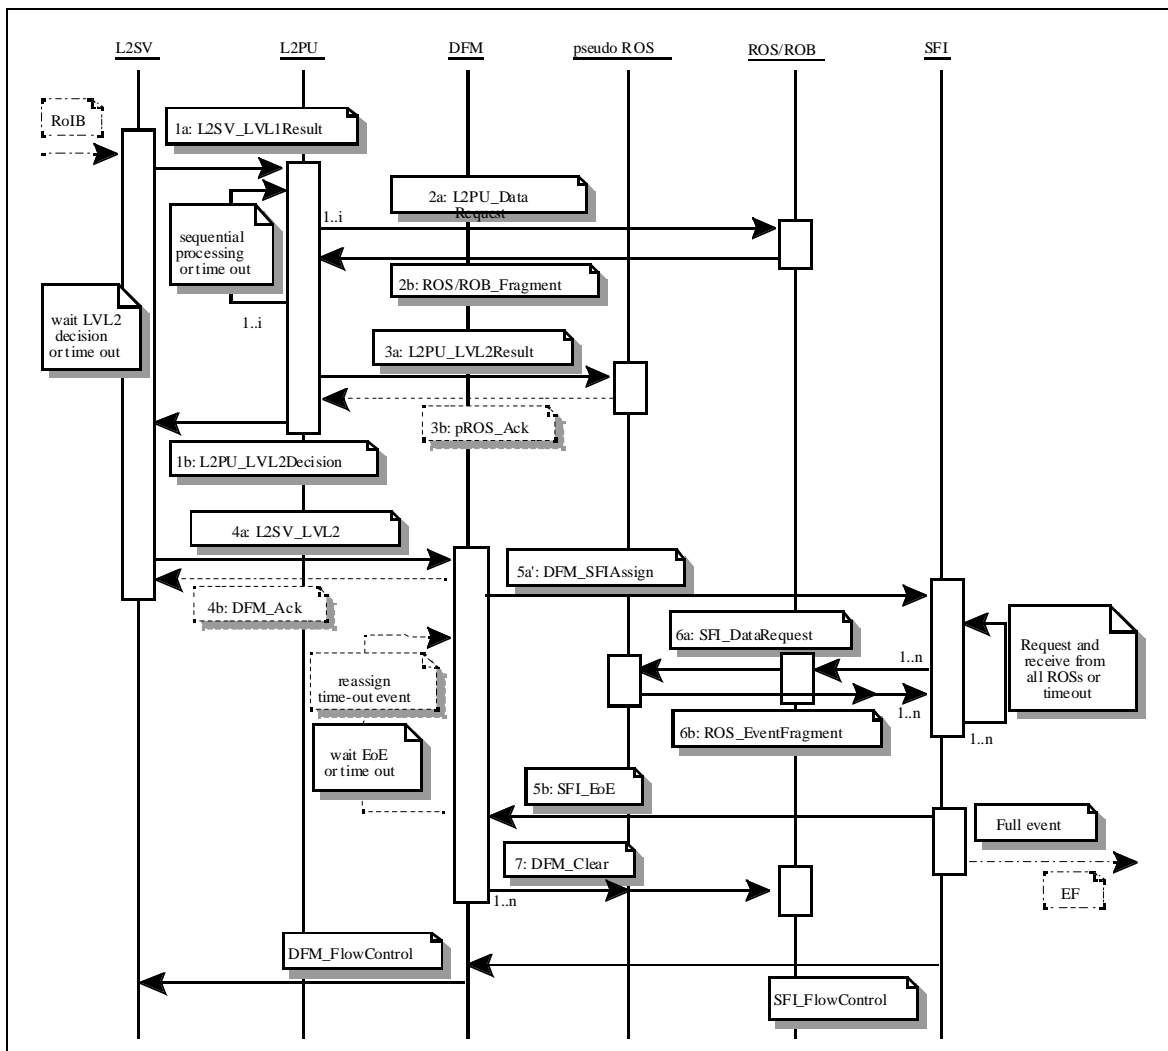 L2SV
L2PU
DFM
pseudo ROS
ROS/ROB
SFI
RoIB
1a: L2SV_LVL1Result
2a: L2PU_Data
Request
1..i
sequential
processing
or time out
2b: ROS/ROB_Fragment
wait LVL2
decision
or time out
1..i
3a: L2PU_LVL2Result
3b: pROS_Ack
1b: L2PU_LVL2Decision
4a: L2SV_LVL2
5a': DFM_SFIAssign
4b: DFM_Ack
6a: SFI_DataRequest
Request and
receive from
all ROSs or
timeout
1..n
reassign
time-out event
1..n
6b: ROS_EventFragment
1..n
wait EoE
or time out
5b: SFI_EoE
Full event
7: DFM_Clear
1..n
EF
DFM_FlowControl
SFI_FlowControl